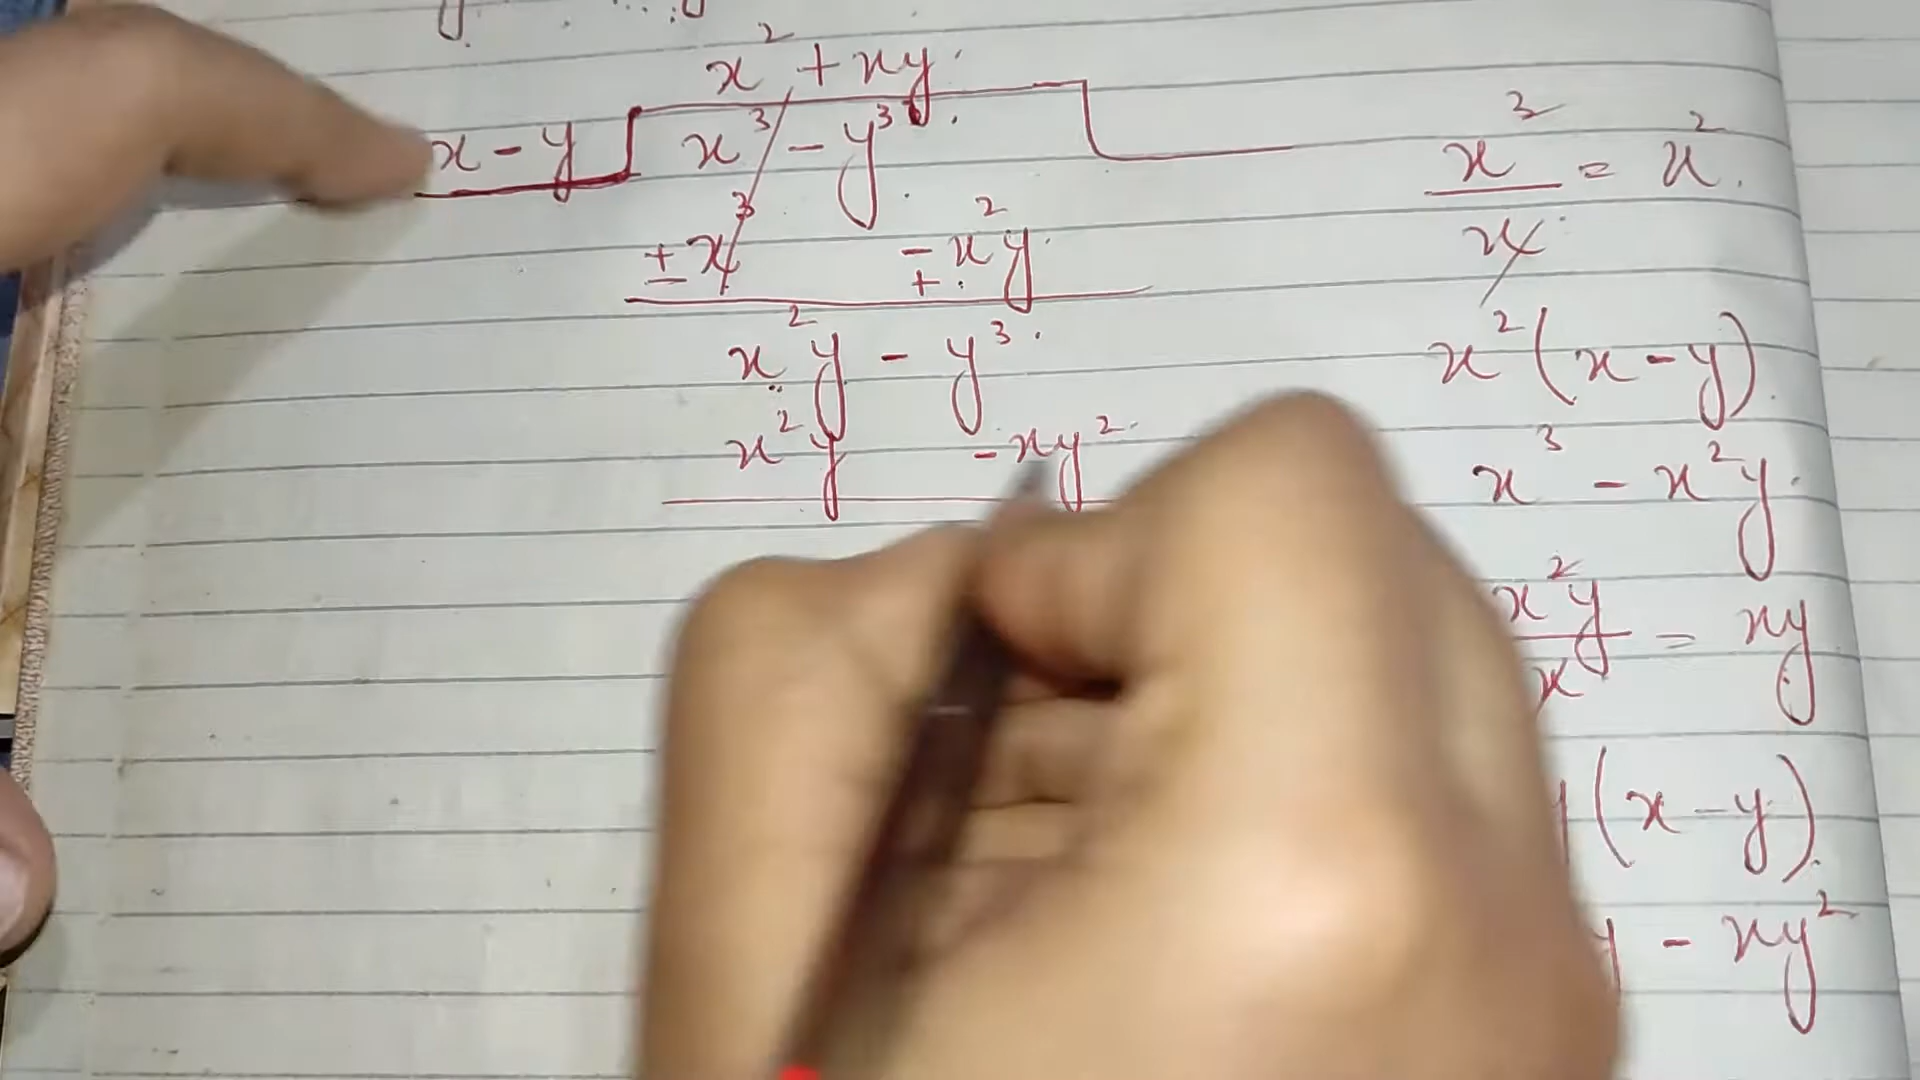 x² + xy
x - y
x³ - y³
± x³ - x²y
+
x²y - y³
x²y - xy²
x³/x = x²
x²(x - y)
x³ - x²y
x²y/x = xy
(x - y)
y - xy²